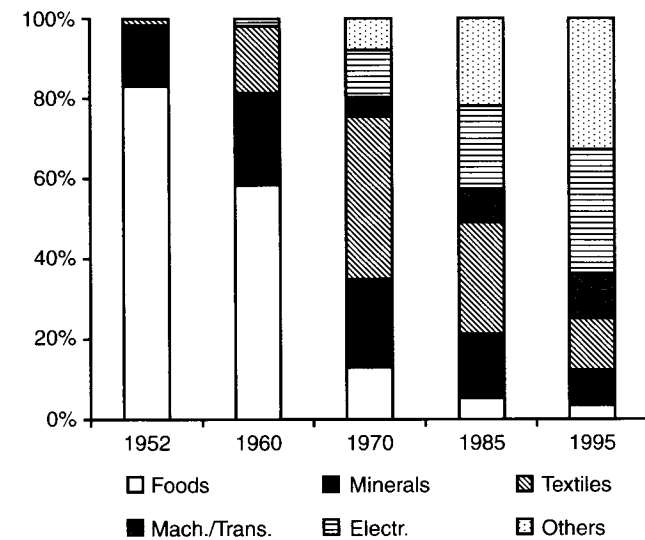 100%
80%
60%
40%
20%
0%
1952 1960 1970 1985 1995
Foods Minerals Textiles
Mach./Trans. Electr. Others